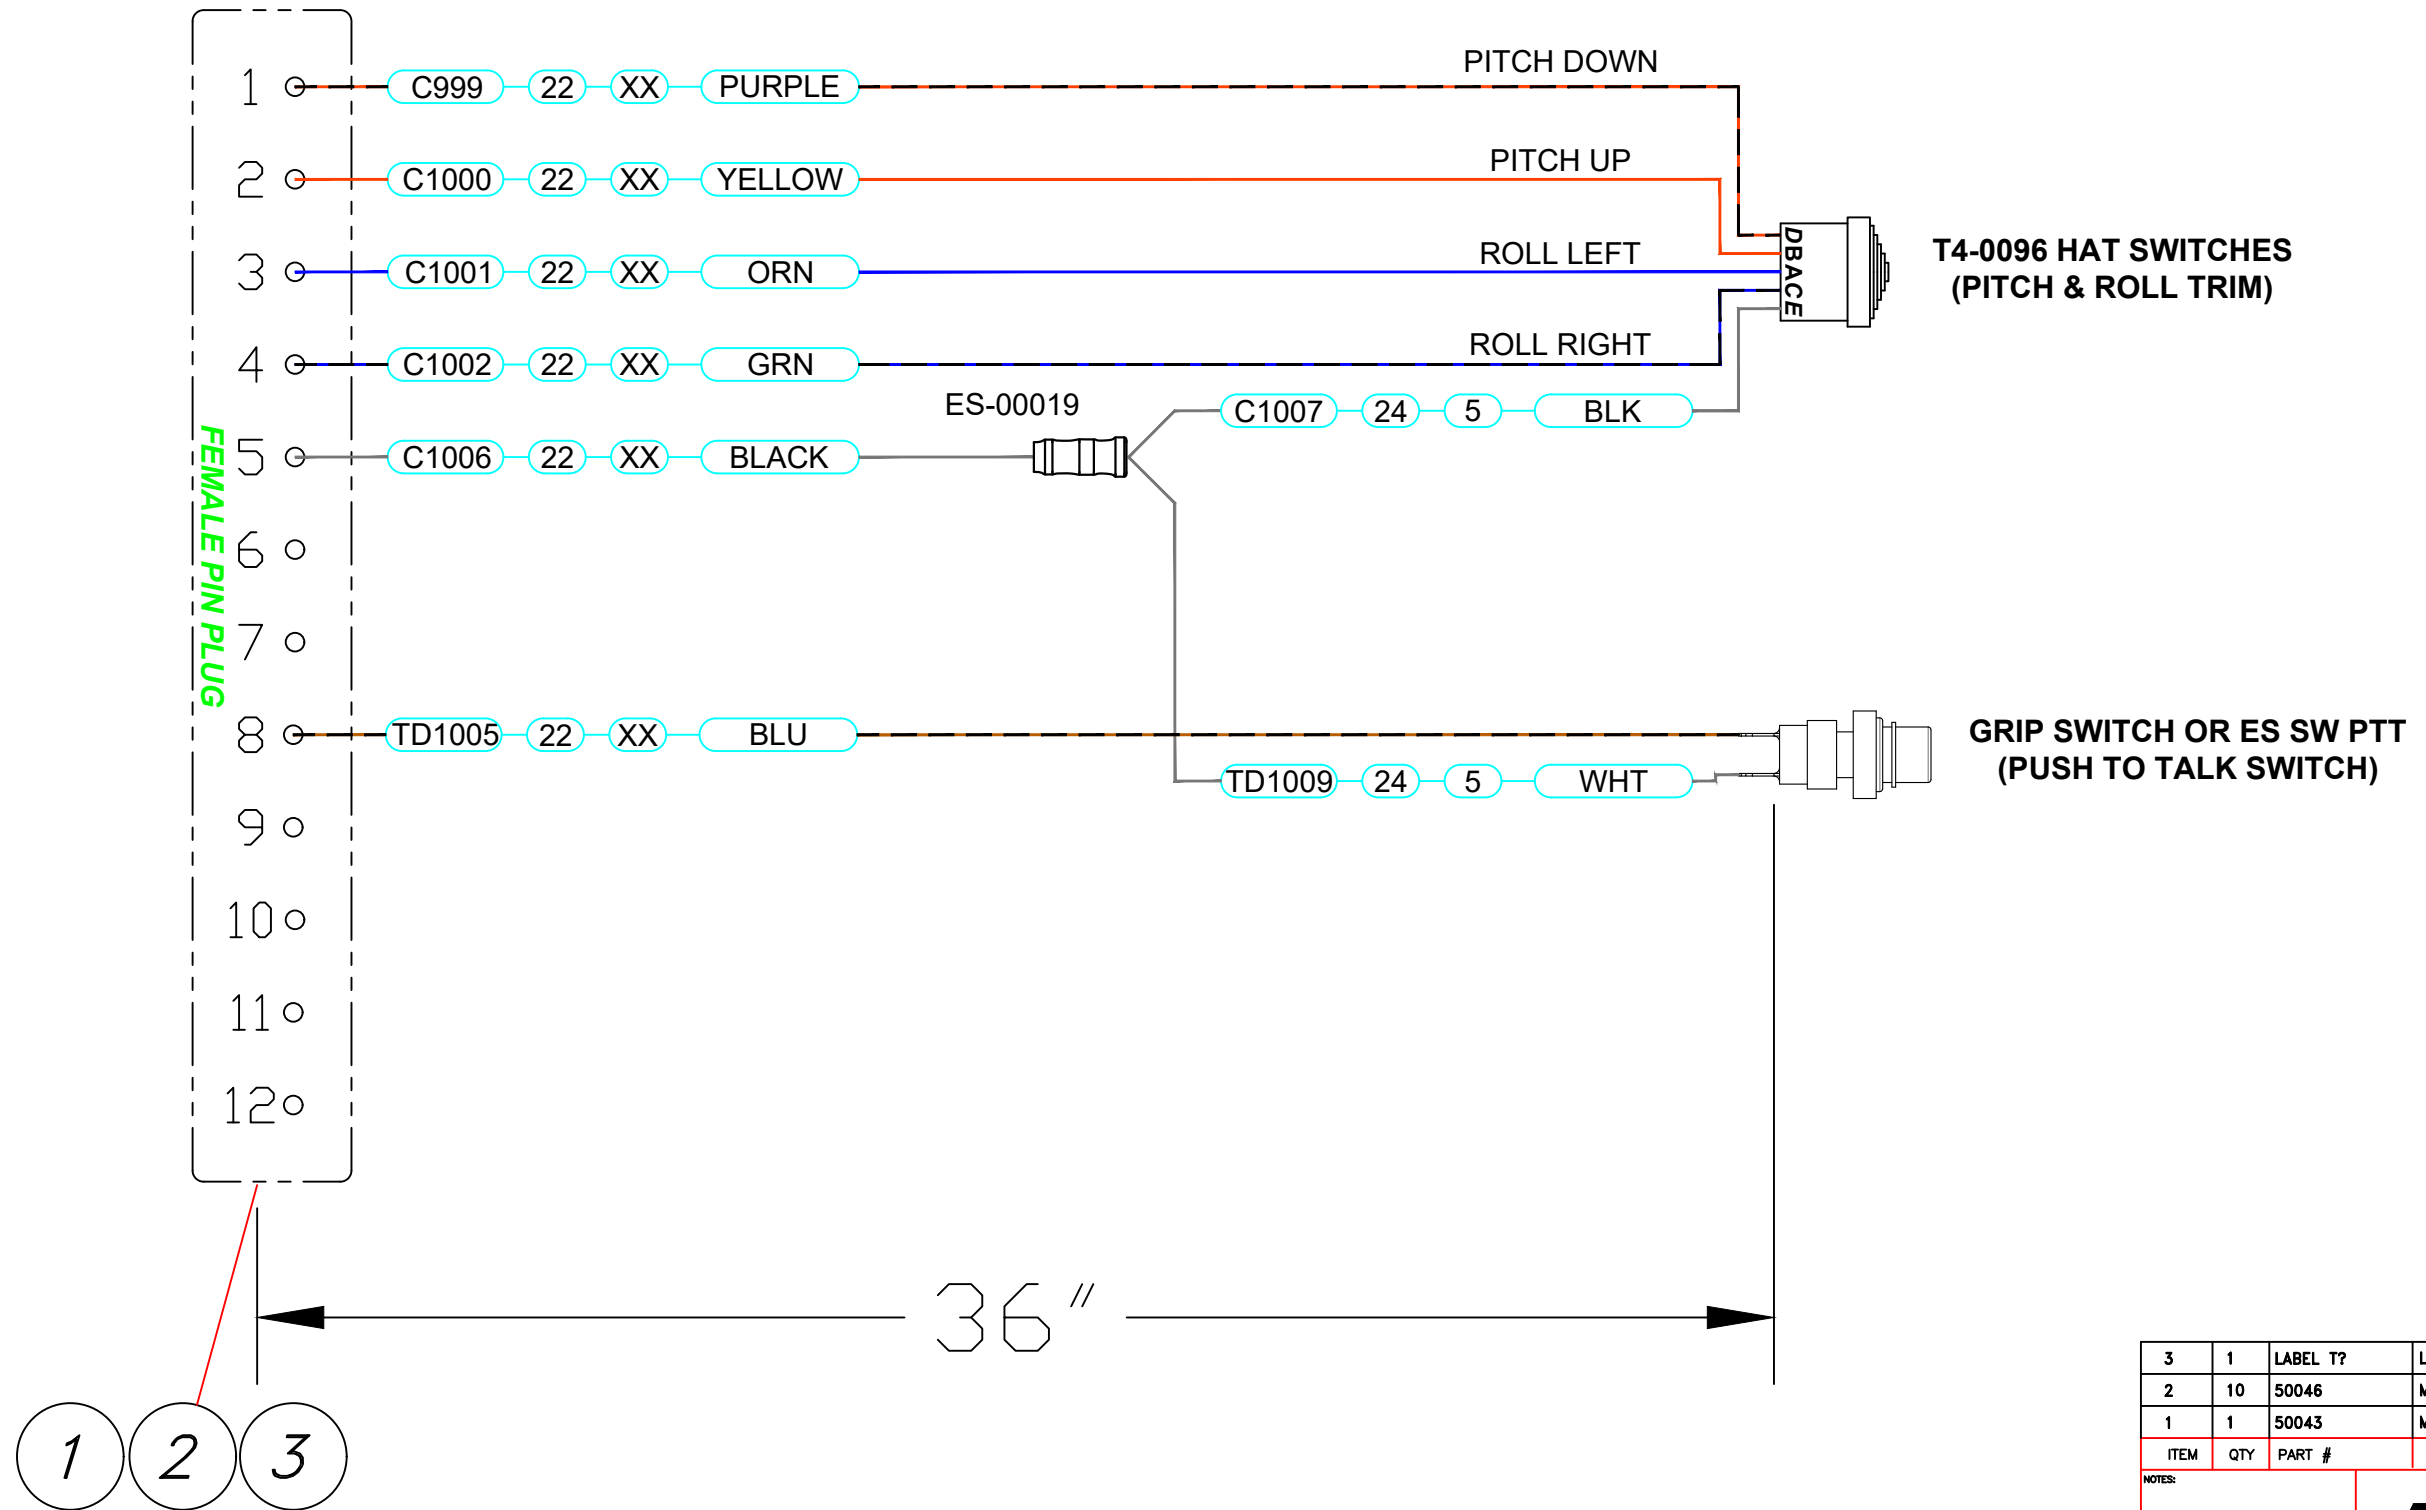 PITCH DOWN
1 C999 22 XX PURPLE
PITCH UP
2 C1000 22 XX YELLOW
ROLL LEFT
3 C1001 22 XX ORN
DBACE
T4-0096 HAT SWITCHES
(PITCH & ROLL TRIM)
ROLL RIGHT
4 C1002 22 XX GRN
ES-00019
C1007 24 5 BLK
5 C1006 22 XX BLACK
FEMALE PIN PLUG
6
7
8 TD1005 22 XX BLU
GRIP SWITCH OR ES SW PTT
(PUSH TO TALK SWITCH)
TD1009 24 5 WHT
9
10
11
12
36"
1 2 3
3 1 LABEL T? L
2 10 50046 M
1 1 50043 M
ITEM QTY PART #
NOTES: